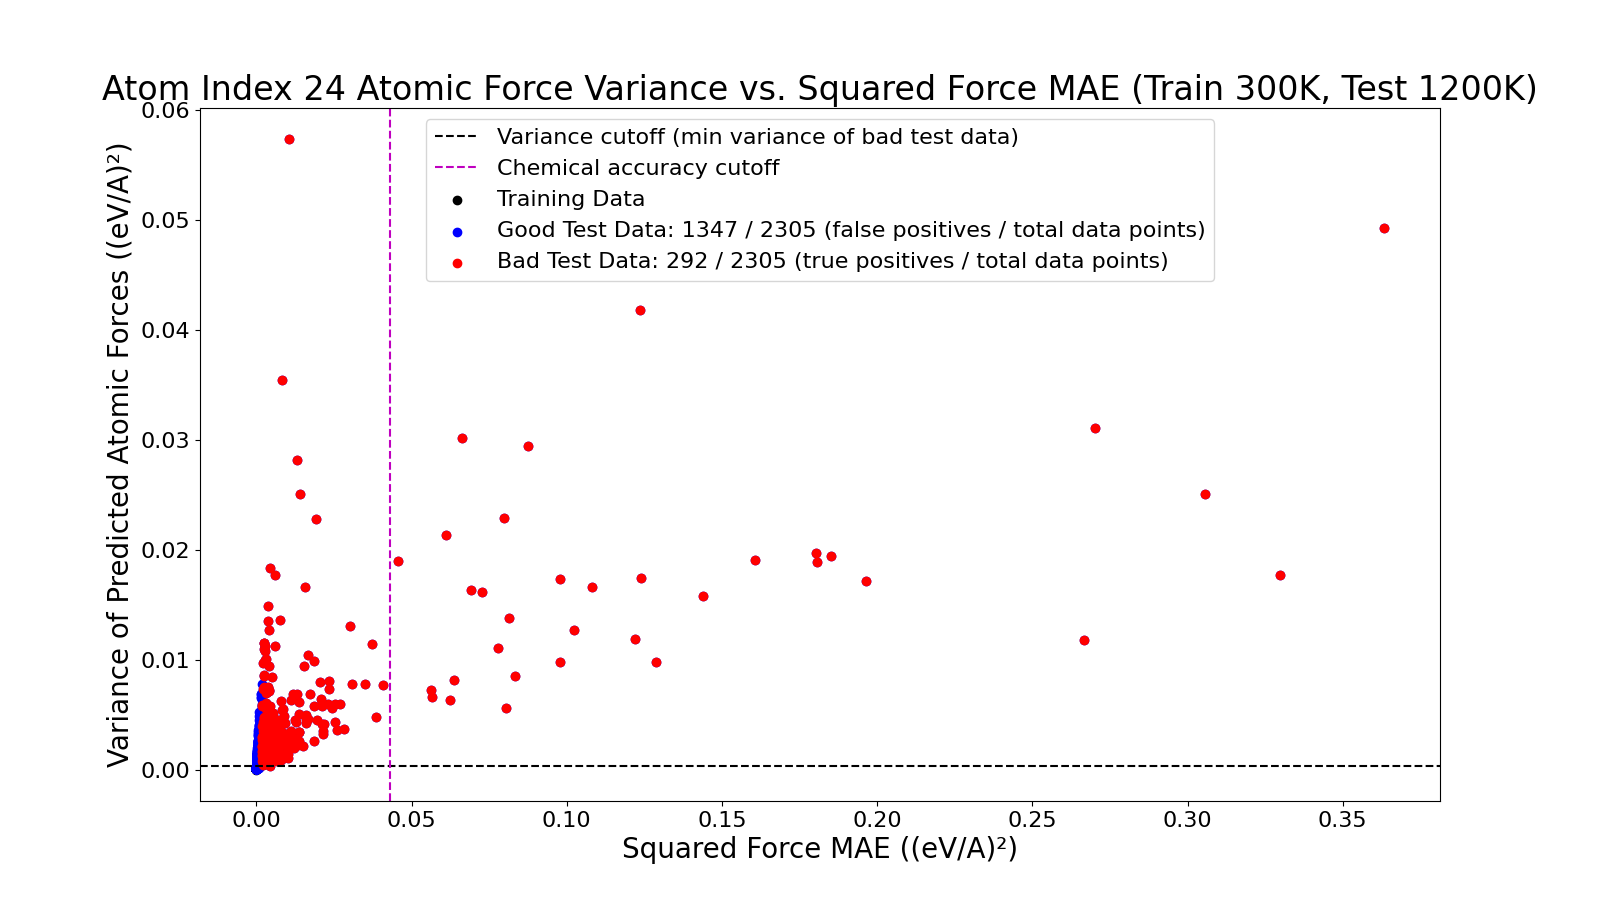 Atom Index 24 Atomic Force Variance vs. Squared Force MAE (Train 300K, Test 1200K)
Variance of Predicted Atomic Forces ((eV/A)²)
0.06
0.05
0.04
0.03
0.02
0.01
0.00
Variance cutoff (min variance of bad test data)
Chemical accuracy cutoff
Training Data
Good Test Data: 1347 / 2305 (false positives / total data points)
Bad Test Data: 292 / 2305 (true positives / total data points)
0.00 0.05 0.10 0.15 0.20 0.25 0.30 0.35
Squared Force MAE ((eV/A)²)